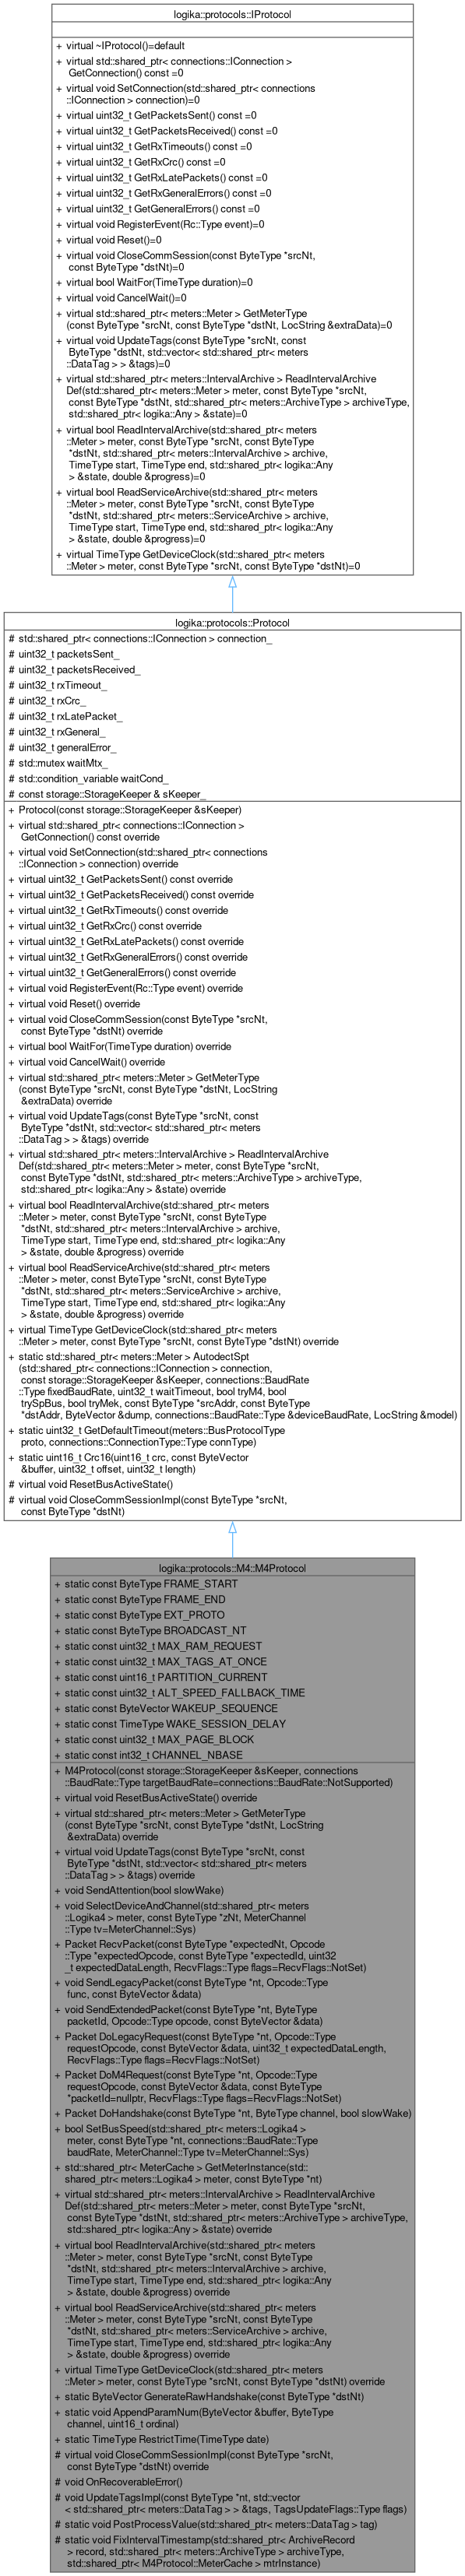 logika::protocols::IProtocol
+ virtual ~IProtocol()=default
+ virtual std::shared_ptr< connections::IConnection >
GetConnection() const =0
+ virtual void SetConnection(std::shared_ptr< connections
::IConnection > connection)=0
+ virtual uint32_t GetPacketsSent() const =0
+ virtual uint32_t GetPacketsReceived() const =0
+ virtual uint32_t GetRxTimeouts() const =0
+ virtual uint32_t GetRxCrc() const =0
+ virtual uint32_t GetRxLatePackets() const =0
+ virtual uint32_t GetRxGeneralErrors() const =0
+ virtual uint32_t GetGeneralErrors() const =0
+ virtual void RegisterEvent(Rc::Type event)=0
+ virtual void Reset()=0
+ virtual void CloseCommSession(const ByteType *srcNt,
const ByteType *dstNt)=0
+ virtual bool WaitFor(TimeType duration)=0
+ virtual void CancelWait()=0
+ virtual std::shared_ptr< meters::Meter > GetMeterType
(const ByteType *srcNt, const ByteType *dstNt, LocString &extraData)=0
+ virtual void UpdateTags(const ByteType *srcNt, const
ByteType *dstNt, std::vector< std::shared_ptr< meters
::DataTag > > &tags)=0
+ virtual std::shared_ptr< meters::IntervalArchive > ReadIntervalArchive
Def(std::shared_ptr< meters::Meter > meter, const ByteType *srcNt,
const ByteType *dstNt, std::shared_ptr< meters::ArchiveType > archiveType,
std::shared_ptr< logika::Any > &state)=0
+ virtual bool ReadIntervalArchive(std::shared_ptr< meters
::Meter > meter, const ByteType *srcNt, const ByteType
*dstNt, std::shared_ptr< meters::IntervalArchive > archive,
TimeType start, TimeType end, std::shared_ptr< logika::Any
> &state, double &progress)=0
+ virtual bool ReadServiceArchive(std::shared_ptr< meters
::Meter > meter, const ByteType *srcNt, const ByteType
*dstNt, std::shared_ptr< meters::ServiceArchive > archive,
TimeType start, TimeType end, std::shared_ptr< logika::Any
> &state, double &progress)=0
+ virtual TimeType GetDeviceClock(std::shared_ptr< meters
::Meter > meter, const ByteType *srcNt, const ByteType *dstNt)=0
logika::protocols::Protocol
# std::shared_ptr< connections::IConnection > connection_
# uint32_t packetsSent_
# uint32_t packetsReceived_
# uint32_t rxTimeout_
# uint32_t rxCrc_
# uint32_t rxLatePacket_
# uint32_t rxGeneral_
# uint32_t generalError_
# std::mutex waitMtx_
# std::condition_variable waitCond_
# const storage::StorageKeeper & sKeeper_
+ Protocol(const storage::StorageKeeper &sKeeper)
+ virtual std::shared_ptr< connections::IConnection >
GetConnection() const override
+ virtual void SetConnection(std::shared_ptr< connections
::IConnection > connection) override
+ virtual uint32_t GetPacketsSent() const override
+ virtual uint32_t GetPacketsReceived() const override
+ virtual uint32_t GetRxTimeouts() const override
+ virtual uint32_t GetRxCrc() const override
+ virtual uint32_t GetRxLatePackets() const override
+ virtual uint32_t GetRxGeneralErrors() const override
+ virtual uint32_t GetGeneralErrors() const override
+ virtual void RegisterEvent(Rc::Type event) override
+ virtual void Reset() override
+ virtual void CloseCommSession(const ByteType *srcNt,
const ByteType *dstNt) override
+ virtual bool WaitFor(TimeType duration) override
+ virtual void CancelWait() override
+ virtual std::shared_ptr< meters::Meter > GetMeterType
(const ByteType *srcNt, const ByteType *dstNt, LocString
&extraData) override
+ virtual void UpdateTags(const ByteType *srcNt, const
ByteType *dstNt, std::vector< std::shared_ptr< meters
::DataTag > > &tags) override
+ virtual std::shared_ptr< meters::IntervalArchive > ReadIntervalArchive
Def(std::shared_ptr< meters::Meter > meter, const ByteType *srcNt,
const ByteType *dstNt, std::shared_ptr< meters::ArchiveType > archiveType,
std::shared_ptr< logika::Any > &state) override
+ virtual bool ReadIntervalArchive(std::shared_ptr< meters
::Meter > meter, const ByteType *srcNt, const ByteType
*dstNt, std::shared_ptr< meters::IntervalArchive > archive,
TimeType start, TimeType end, std::shared_ptr< logika::Any
> &state, double &progress) override
+ virtual bool ReadServiceArchive(std::shared_ptr< meters
::Meter > meter, const ByteType *srcNt, const ByteType
*dstNt, std::shared_ptr< meters::ServiceArchive > archive,
TimeType start, TimeType end, std::shared_ptr< logika::Any
> &state, double &progress) override
+ virtual TimeType GetDeviceClock(std::shared_ptr< meters
::Meter > meter, const ByteType *srcNt, const ByteType *dstNt) override
+ static std::shared_ptr< meters::Meter > AutodectSpt
(std::shared_ptr< connections::IConnection > connection,
const storage::StorageKeeper &sKeeper, connections::BaudRate
::Type fixedBaudRate, uint32_t waitTimeout, bool tryM4, bool
trySpBus, bool tryMek, const ByteType *srcAddr, const ByteType
*dstAddr, ByteVector &dump, connections::BaudRate::Type &deviceBaudRate, LocString &model)
+ static uint32_t GetDefaultTimeout(meters::BusProtocolType
proto, connections::ConnectionType::Type connType)
+ static uint16_t Crc16(uint16_t crc, const ByteVector
&buffer, uint32_t offset, uint32_t length)
# virtual void ResetBusActiveState()
# virtual void CloseCommSessionImpl(const ByteType *srcNt,
const ByteType *dstNt)
logika::protocols::M4::M4Protocol
+ static const ByteType FRAME_START
+ static const ByteType FRAME_END
+ static const ByteType EXT_PROTO
+ static const ByteType BROADCAST_NT
+ static const uint32_t MAX_RAM_REQUEST
+ static const uint32_t MAX_TAGS_AT_ONCE
+ static const uint16_t PARTITION_CURRENT
+ static const uint32_t ALT_SPEED_FALLBACK_TIME
+ static const ByteVector WAKEUP_SEQUENCE
+ static const TimeType WAKE_SESSION_DELAY
+ static const uint32_t MAX_PAGE_BLOCK
+ static const int32_t CHANNEL_NBASE
+ M4Protocol(const storage::StorageKeeper &sKeeper, connections
::BaudRate::Type targetBaudRate=connections::BaudRate::NotSupported)
+ virtual void ResetBusActiveState() override
+ virtual std::shared_ptr< meters::Meter > GetMeterType
(const ByteType *srcNt, const ByteType *dstNt, LocString
&extraData) override
+ virtual void UpdateTags(const ByteType *srcNt, const
ByteType *dstNt, std::vector< std::shared_ptr< meters
::DataTag > > &tags) override
+ void SendAttention(bool slowWake)
+ void SelectDeviceAndChannel(std::shared_ptr< meters
::Logika4 > meter, const ByteType *zNt, MeterChannel
::Type tv=MeterChannel::Sys)
+ Packet RecvPacket(const ByteType *expectedNt, Opcode
::Type *expectedOpcode, const ByteType *expectedId, uint32
_t expectedDataLength, RecvFlags::Type flags=RecvFlags::NotSet)
+ void SendLegacyPacket(const ByteType *nt, Opcode::Type
func, const ByteVector &data)
+ void SendExtendedPacket(const ByteType *nt, ByteType
packetId, Opcode::Type opcode, const ByteVector &data)
+ Packet DoLegacyRequest(const ByteType *nt, Opcode::Type
requestOpcode, const ByteVector &data, uint32_t expectedDataLength,
RecvFlags::Type flags=RecvFlags::NotSet)
+ Packet DoM4Request(const ByteType *nt, Opcode::Type
requestOpcode, const ByteVector &data, const ByteType
*packetId=nullptr, RecvFlags::Type flags=RecvFlags::NotSet)
+ Packet DoHandshake(const ByteType *nt, ByteType channel, bool slowWake)
+ bool SetBusSpeed(std::shared_ptr< meters::Logika4 >
meter, const ByteType *nt, connections::BaudRate::Type
baudRate, MeterChannel::Type tv=MeterChannel::Sys)
+ std::shared_ptr< MeterCache > GetMeterInstance(std::
shared_ptr< meters::Logika4 > meter, const ByteType *nt)
+ virtual std::shared_ptr< meters::IntervalArchive > ReadIntervalArchive
Def(std::shared_ptr< meters::Meter > meter, const ByteType *srcNt,
const ByteType *dstNt, std::shared_ptr< meters::ArchiveType > archiveType,
std::shared_ptr< logika::Any > &state) override
+ virtual bool ReadIntervalArchive(std::shared_ptr< meters
::Meter > meter, const ByteType *srcNt, const ByteType
*dstNt, std::shared_ptr< meters::IntervalArchive > archive,
TimeType start, TimeType end, std::shared_ptr< logika::Any
> &state, double &progress) override
+ virtual bool ReadServiceArchive(std::shared_ptr< meters
::Meter > meter, const ByteType *srcNt, const ByteType
*dstNt, std::shared_ptr< meters::ServiceArchive > archive,
TimeType start, TimeType end, std::shared_ptr< logika::Any
> &state, double &progress) override
+ virtual TimeType GetDeviceClock(std::shared_ptr< meters
::Meter > meter, const ByteType *srcNt, const ByteType *dstNt) override
+ static ByteVector GenerateRawHandshake(const ByteType *dstNt)
+ static void AppendParamNum(ByteVector &buffer, ByteType
channel, uint16_t ordinal)
+ static TimeType RestrictTime(TimeType date)
# virtual void CloseCommSessionImpl(const ByteType *srcNt,
const ByteType *dstNt) override
# void OnRecoverableError()
# void UpdateTagsImpl(const ByteType *nt, std::vector
< std::shared_ptr< meters::DataTag > > &tags, TagsUpdateFlags::Type flags)
# static void PostProcessValue(std::shared_ptr< meters::DataTag > tag)
# static void FixIntervalTimestamp(std::shared_ptr< ArchiveRecord
> record, std::shared_ptr< meters::ArchiveType > archiveType,
std::shared_ptr< M4Protocol::MeterCache > mtrInstance)